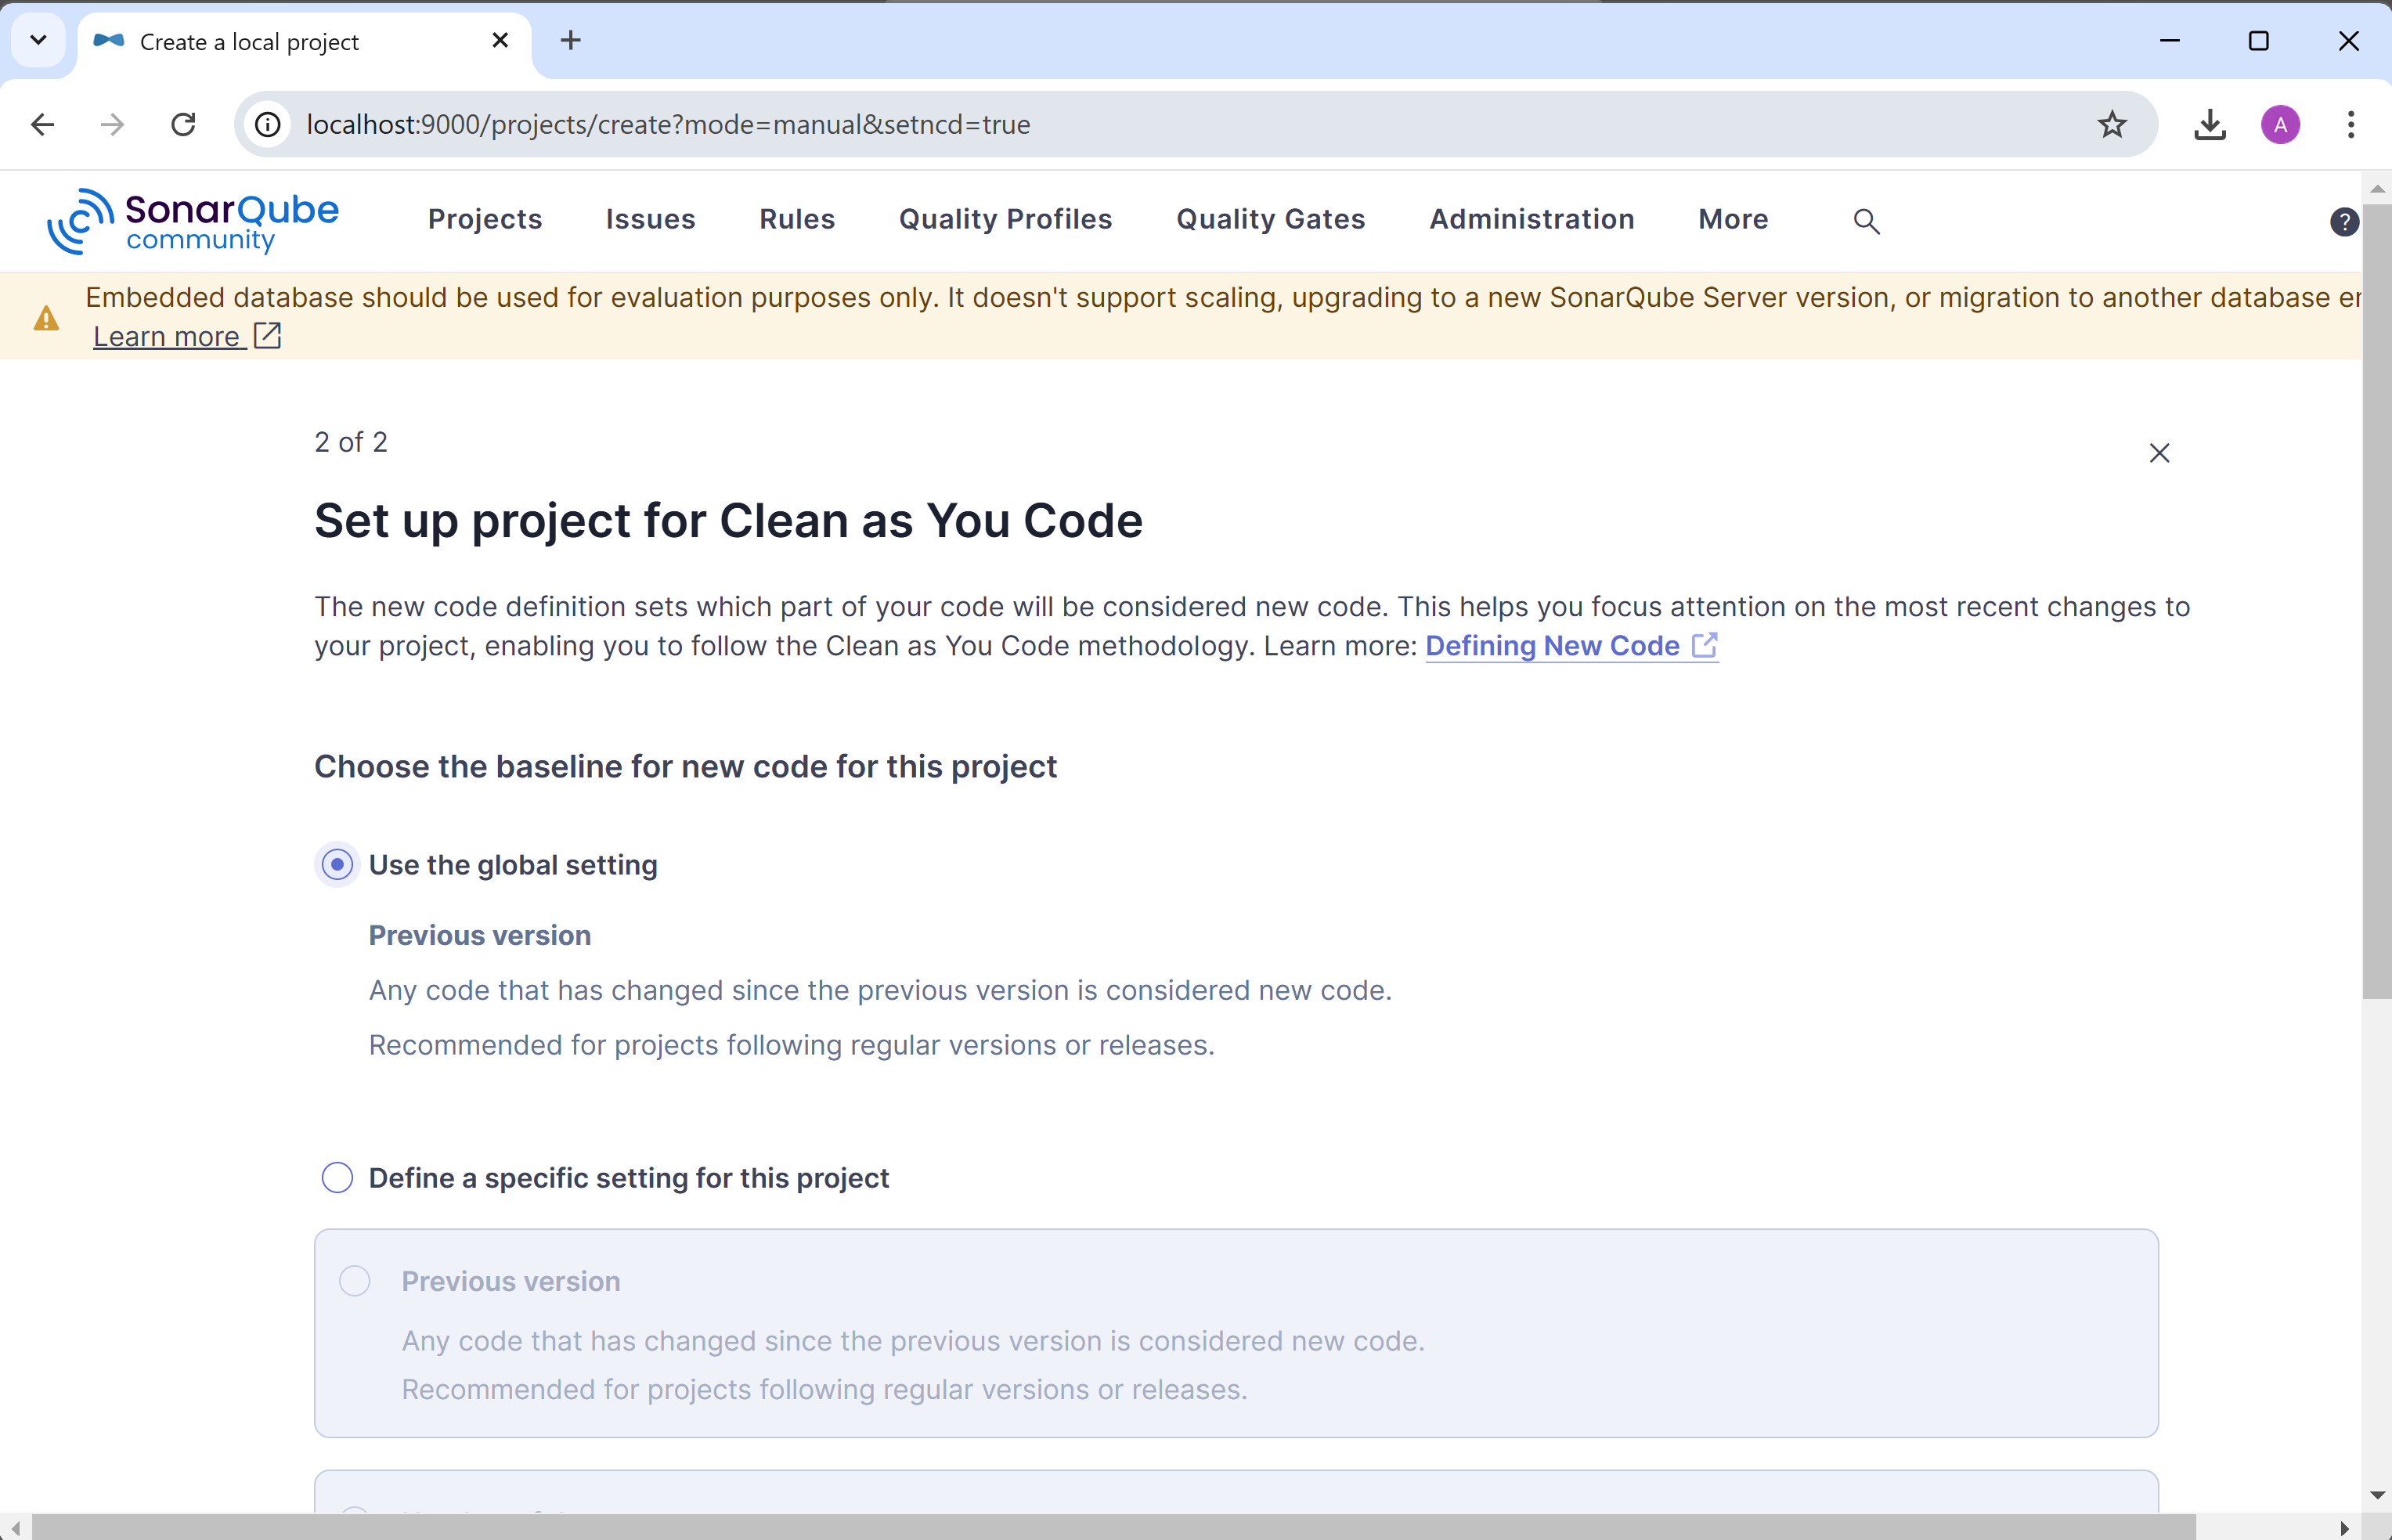 Create a local project
localhost:9000/projects/create?mode=manual&setncd=true
A
SonarQube
community
Projects
Issues
Rules
Quality Profiles
Quality Gates
Administration
More
?
Embedded database should be used for evaluation purposes only. It doesn't support scaling, upgrading to a new SonarQube Server version, or migration to another database
Learn more
2 of 2
Set up project for Clean as You Code
The new code definition sets which part of your code will be considered new code. This helps you focus attention on the most recent changes to
your project, enabling you to follow the Clean as You Code methodology. Learn more: Defining New Code
Choose the baseline for new code for this project
Use the global setting
Previous version
Any code that has changed since the previous version is considered new code.
Recommended for projects following regular versions or releases.
Define a specific setting for this project
Previous version
Any code that has changed since the previous version is considered new code.
Recommended for projects following regular versions or releases.